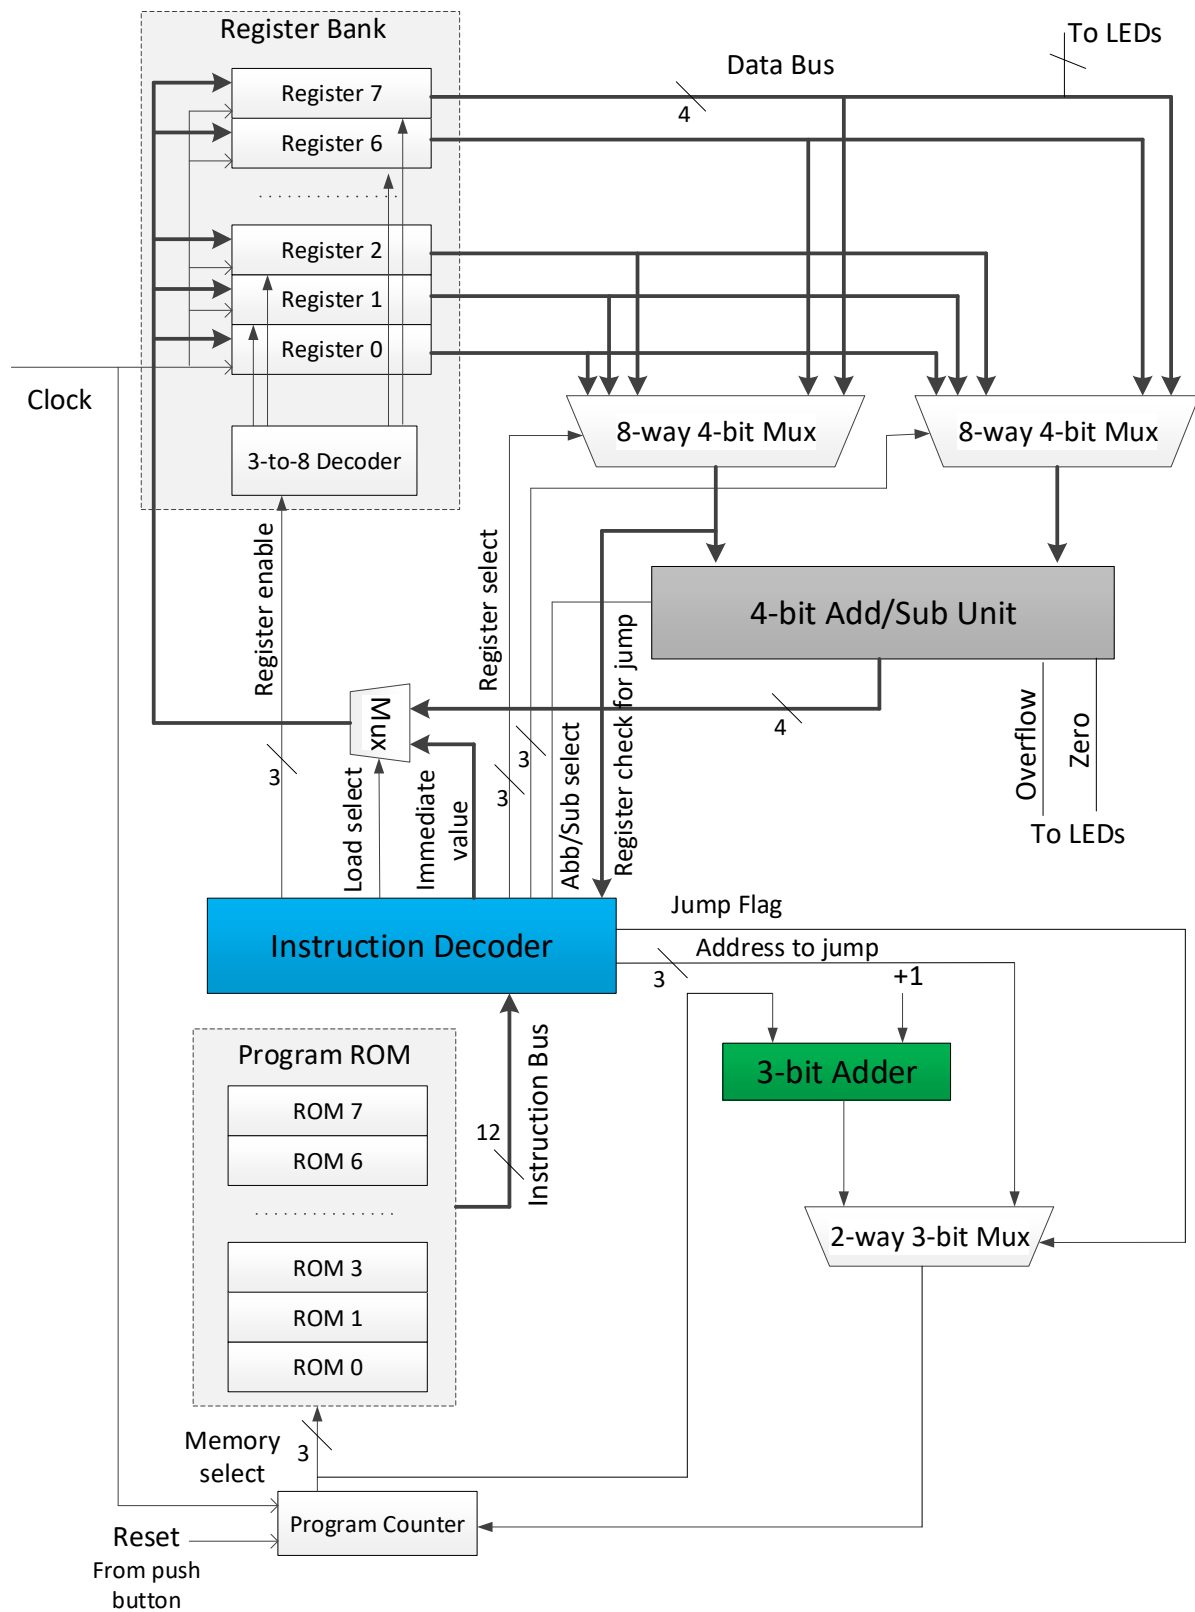 Register Bank
To LEDs
Data Bus
Register 7
4
Register 6
. . . . . . . . . . . . . . .
Register 2
Register 1
Register 0
Clock
8-way 4-bit Mux
8-way 4-bit Mux
3-to-8 Decoder
Register enable
Register select
4-bit Add/Sub Unit
Register check for jump
Mux
4
Overflow
Zero
3
3
3
Load select
Immediate
value
Abb/Sub select
To LEDs
Jump Flag
Instruction Decoder
Address to jump
3
+1
Instruction Bus
Program ROM
3-bit Adder
ROM 7
12
ROM 6
. . . . . . . . . . . . . . .
2-way 3-bit Mux
ROM 3
ROM 1
ROM 0
Memory
select
3
Program Counter
Reset
From push
button